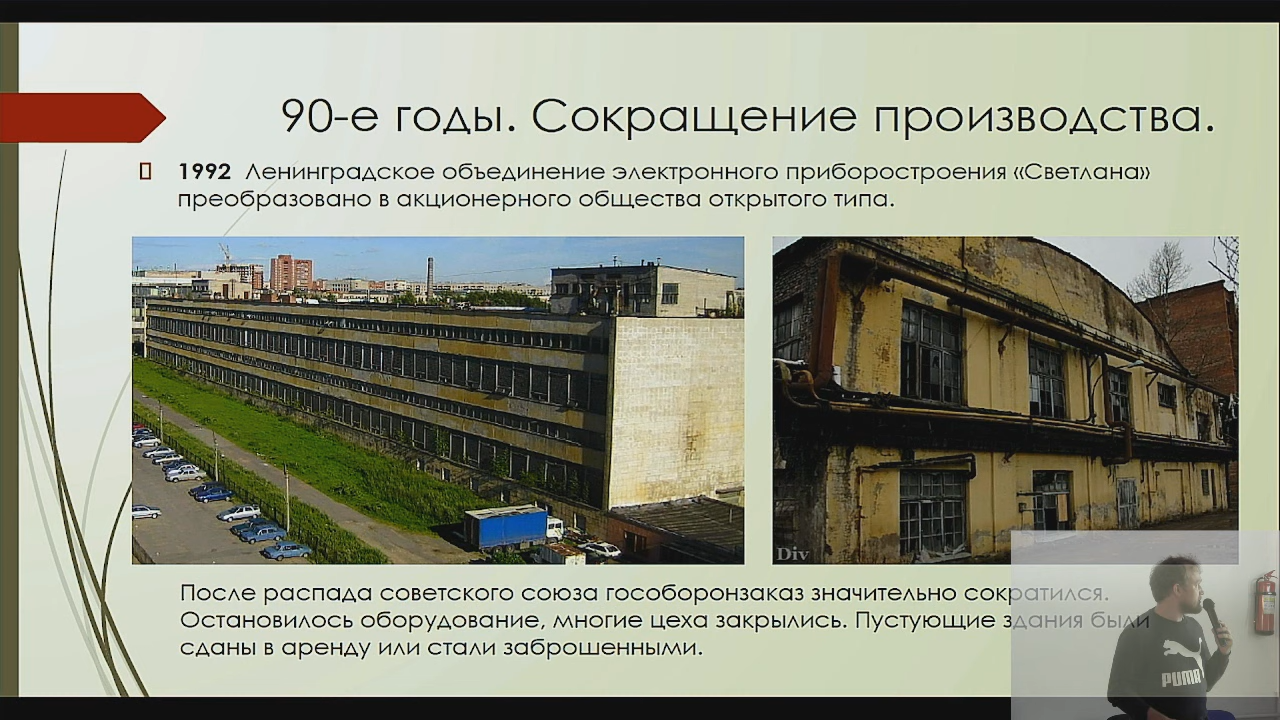 90-е годы. Сокращение производства.
1992 Ленинградское объединение электронного приборостроения «Светлана»
преобразовано в акционерного общества открытого типа.
Div
После распада советского союза гособоронзаказ значительно сократился.
Остановилось оборудование, многие цеха закрылись. Пустующие здания были
сданы в аренду или стали заброшенными.
PUMA